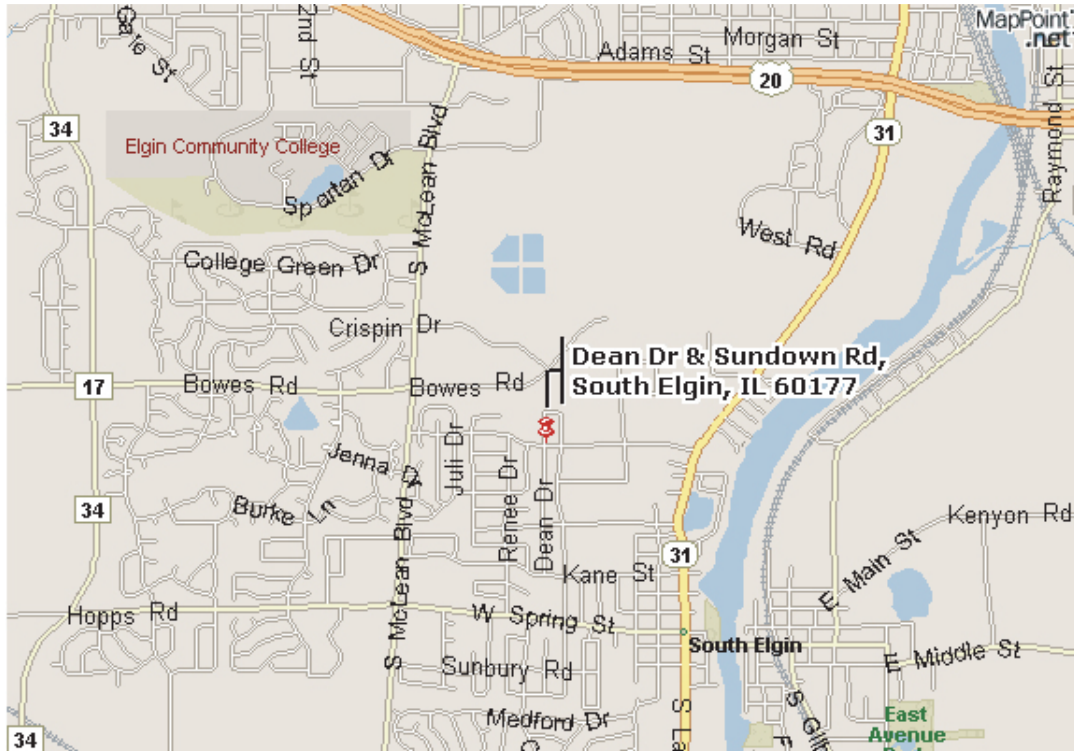 MapPoint
.net
Gate St
2nd St
Adams St
Morgan St
20
34
31
Elgin Community College
Spartan Dr
S McLean Blvd
Raymond St
West Rd
College Green Dr
Crispin Dr
Dean Dr & Sundown Rd,
South Elgin, IL 60177
17
Bowes Rd
Bowes Rd
Jenna Dr
Juli Dr
Renee Dr
Dean Dr
34
Burke Ln
S McLean Blvd
Kenyon Rd
31
E Main St
Kane St
Hopps Rd
W Spring St
South Elgin
E Middle St
Sunbury Rd
Medford Dr
34
East
Avenue